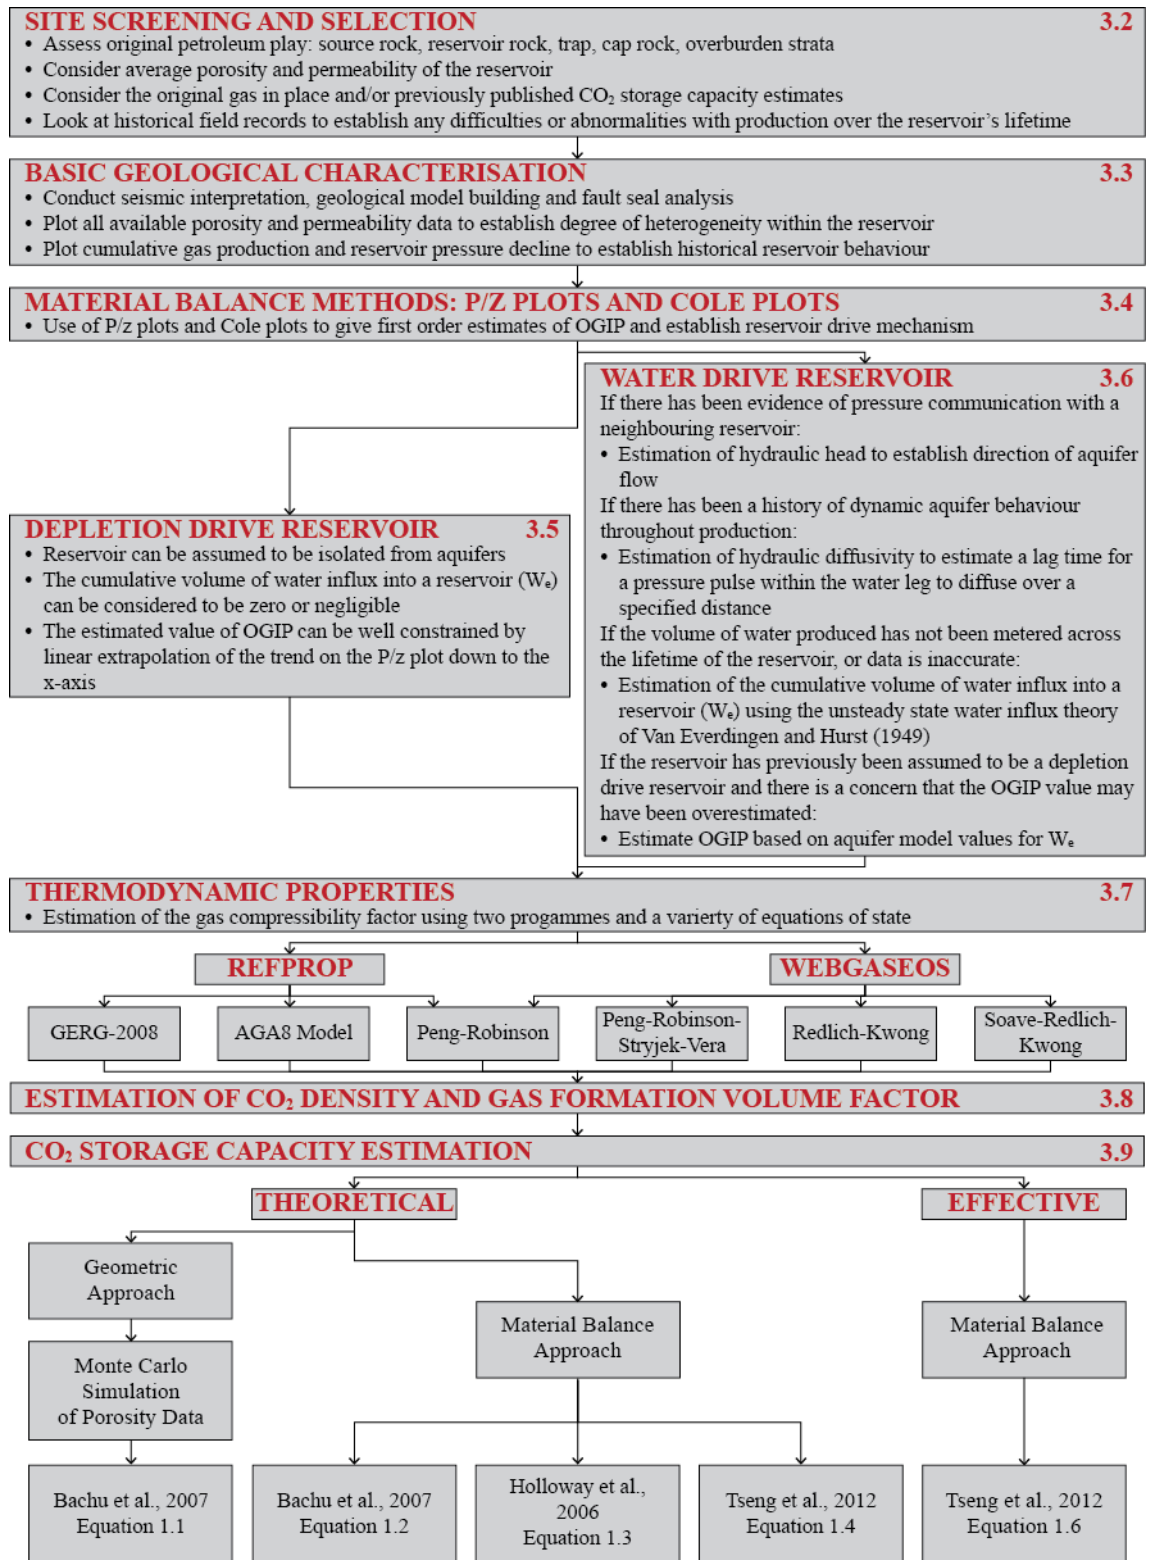 SITE SCREENING AND SELECTION 3.2
• Assess original petroleum play: source rock, reservoir rock, trap, cap rock, overburden strata
• Consider average porosity and permeability of the reservoir
• Consider the original gas in place and/or previously published CO₂ storage capacity estimates
• Look at historical field records to establish any difficulties or abnormalities with production over the reservoir's lifetime
BASIC GEOLOGICAL CHARACTERISATION 3.3
• Conduct seismic interpretation, geological model building and fault seal analysis
• Plot all available porosity and permeability data to establish degree of heterogeneity within the reservoir
• Plot cumulative gas production and reservoir pressure decline to establish historical reservoir behaviour
MATERIAL BALANCE METHODS: P/Z PLOTS AND COLE PLOTS 3.4
• Use of P/z plots and Cole plots to give first order estimates of OGIP and establish reservoir drive mechanism
WATER DRIVE RESERVOIR 3.6
If there has been evidence of pressure communication with a
neighbouring reservoir:
• Estimation of hydraulic head to establish direction of aquifer
flow
If there has been a history of dynamic aquifer behaviour
throughout production:
• Estimation of hydraulic diffusivity to estimate a lag time for
a pressure pulse within the water leg to diffuse over a
specified distance
If the volume of water produced has not been metered across
the lifetime of the reservoir, or data is inaccurate:
• Estimation of the cumulative volume of water influx into a
reservoir (Wₑ) using the unsteady state water influx theory
of Van Everdingen and Hurst (1949)
If the reservoir has previously been assumed to be a depletion
drive reservoir and there is a concern that the OGIP value may
have been overestimated:
• Estimate OGIP based on aquifer model values for Wₑ
DEPLETION DRIVE RESERVOIR 3.5
• Reservoir can be assumed to be isolated from aquifers
• The cumulative volume of water influx into a reservoir (Wₑ)
can be considered to be zero or negligible
• The estimated value of OGIP can be well constrained by
linear extrapolation of the trend on the P/z plot down to the
x-axis
THERMODYNAMIC PROPERTIES 3.7
• Estimation of the gas compressibility factor using two progammes and a varierty of equations of state
REFPROP
WEBGASEOS
GERG-2008
AGA8 Model
Peng-Robinson
Peng-Robinson-
Stryjek-Vera
Redlich-Kwong
Soave-Redlich-
Kwong
ESTIMATION OF CO₂ DENSITY AND GAS FORMATION VOLUME FACTOR 3.8
CO₂ STORAGE CAPACITY ESTIMATION 3.9
THEORETICAL
EFFECTIVE
Geometric
Approach
Monte Carlo
Simulation
of Porosity Data
Material Balance
Approach
Material Balance
Approach
Bachu et al., 2007
Equation 1.1
Bachu et al., 2007
Equation 1.2
Holloway et al.,
2006
Equation 1.3
Tseng et al., 2012
Equation 1.4
Tseng et al., 2012
Equation 1.6